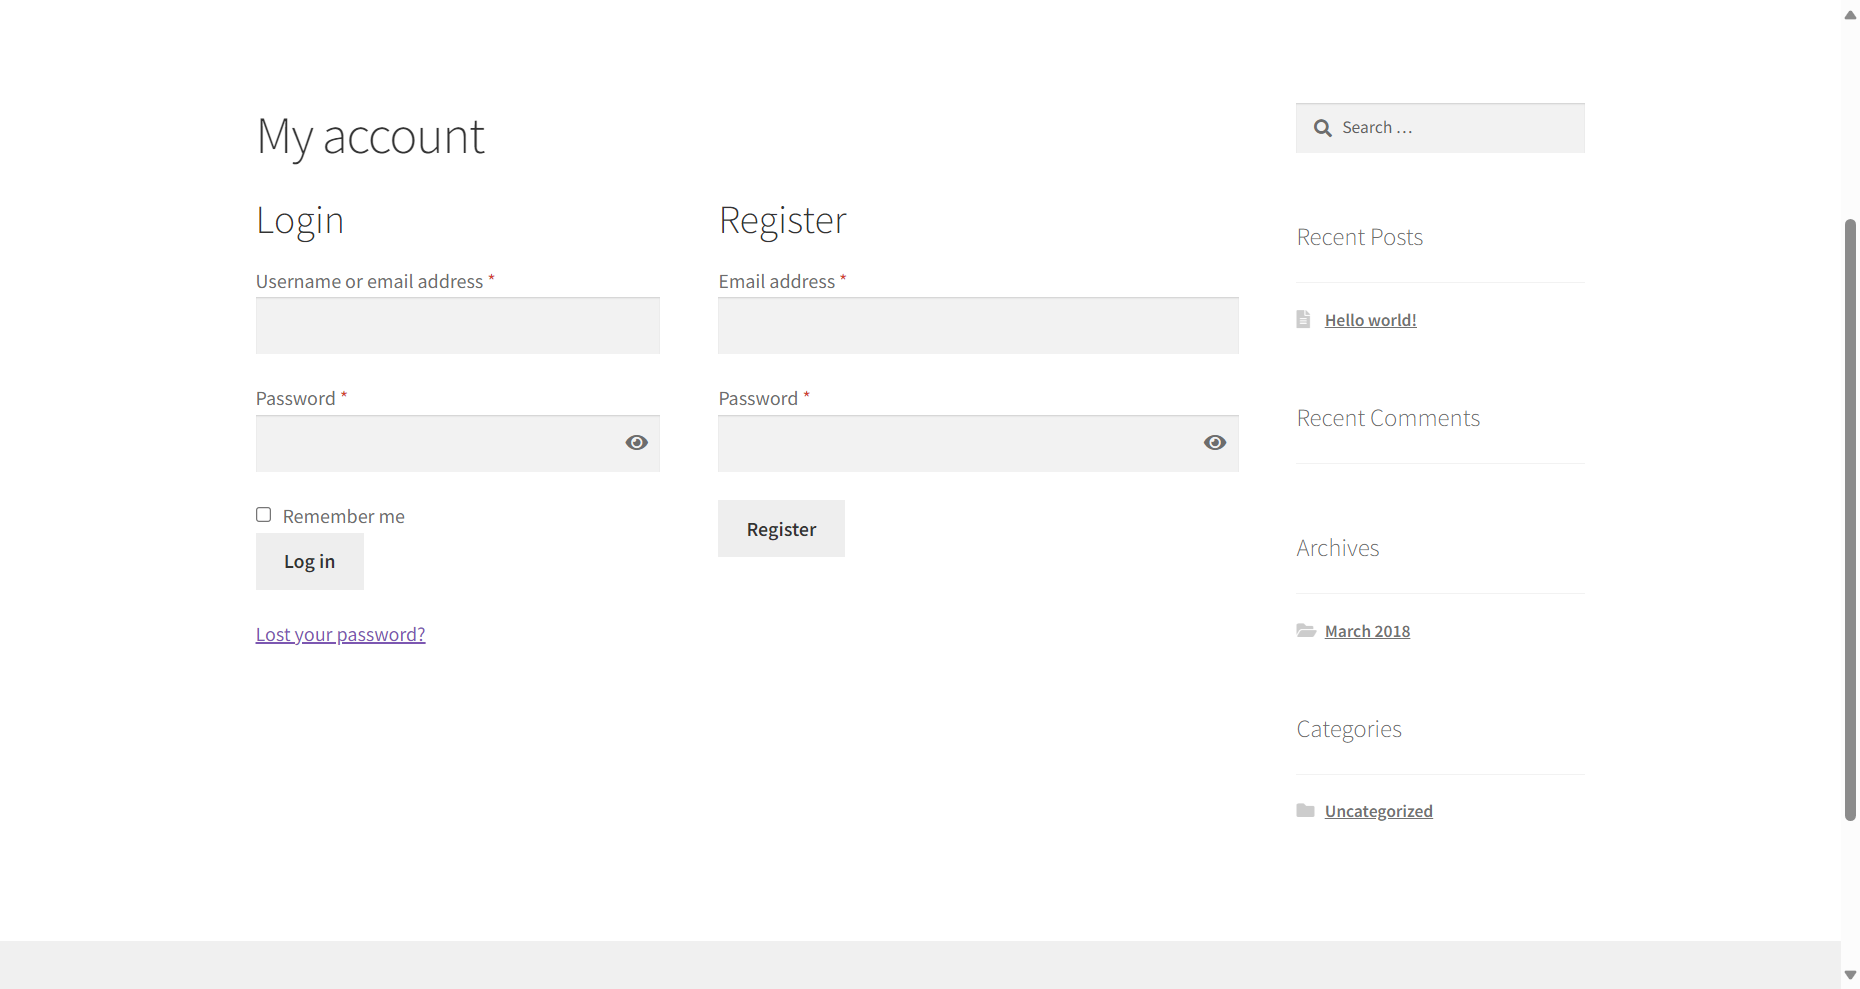 My account
Login
Username or email address *
Password *
Remember me
Log in
Lost your password?
Register
Email address *
Password *
Register
Search …
Recent Posts
Hello world!
Recent Comments
Archives
March 2018
Categories
Uncategorized